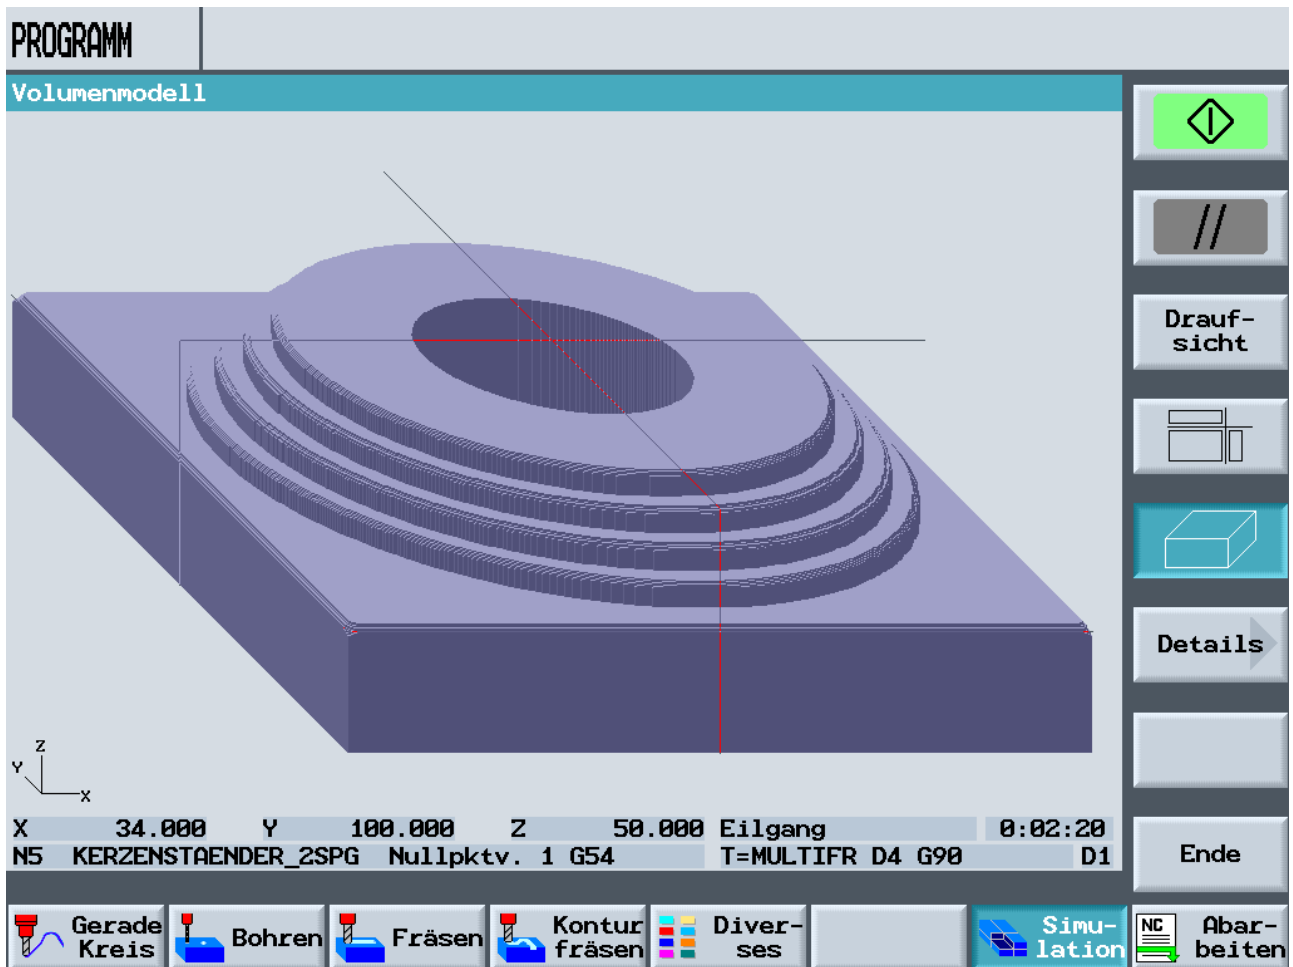 PROGRAMM
Volumenmodell
Drauf-
sicht
Details
Z
Y
X
X 34.000 Y 100.000 Z 50.000 Eilgang 0:02:20
N5 KERZENSTAENDER_2SPG Nullpktv. 1 G54 T=MULTIFR D4 G90 D1
Ende
Gerade
Kreis
Bohren
Fräsen
Kontur
fräsen
Diver-
ses
Simu-
lation
NC
Abar-
beiten